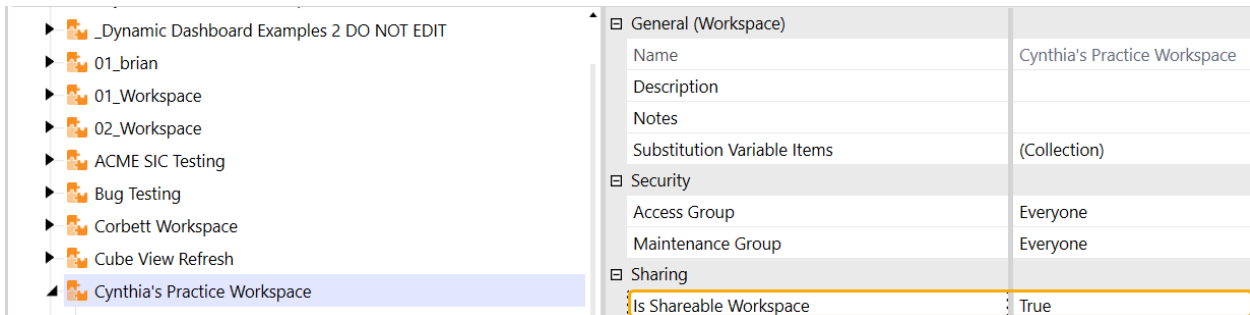 _Dynamic Dashboard Examples 2 DO NOT EDIT
01_brian
01_Workspace
02_Workspace
ACME SIC Testing
Bug Testing
Corbett Workspace
Cube View Refresh
Cynthia's Practice Workspace
General (Workspace)
Name Cynthia's Practice Workspace
Description
Notes
Substitution Variable Items (Collection)
Security
Access Group Everyone
Maintenance Group Everyone
Sharing
Is Shareable Workspace True